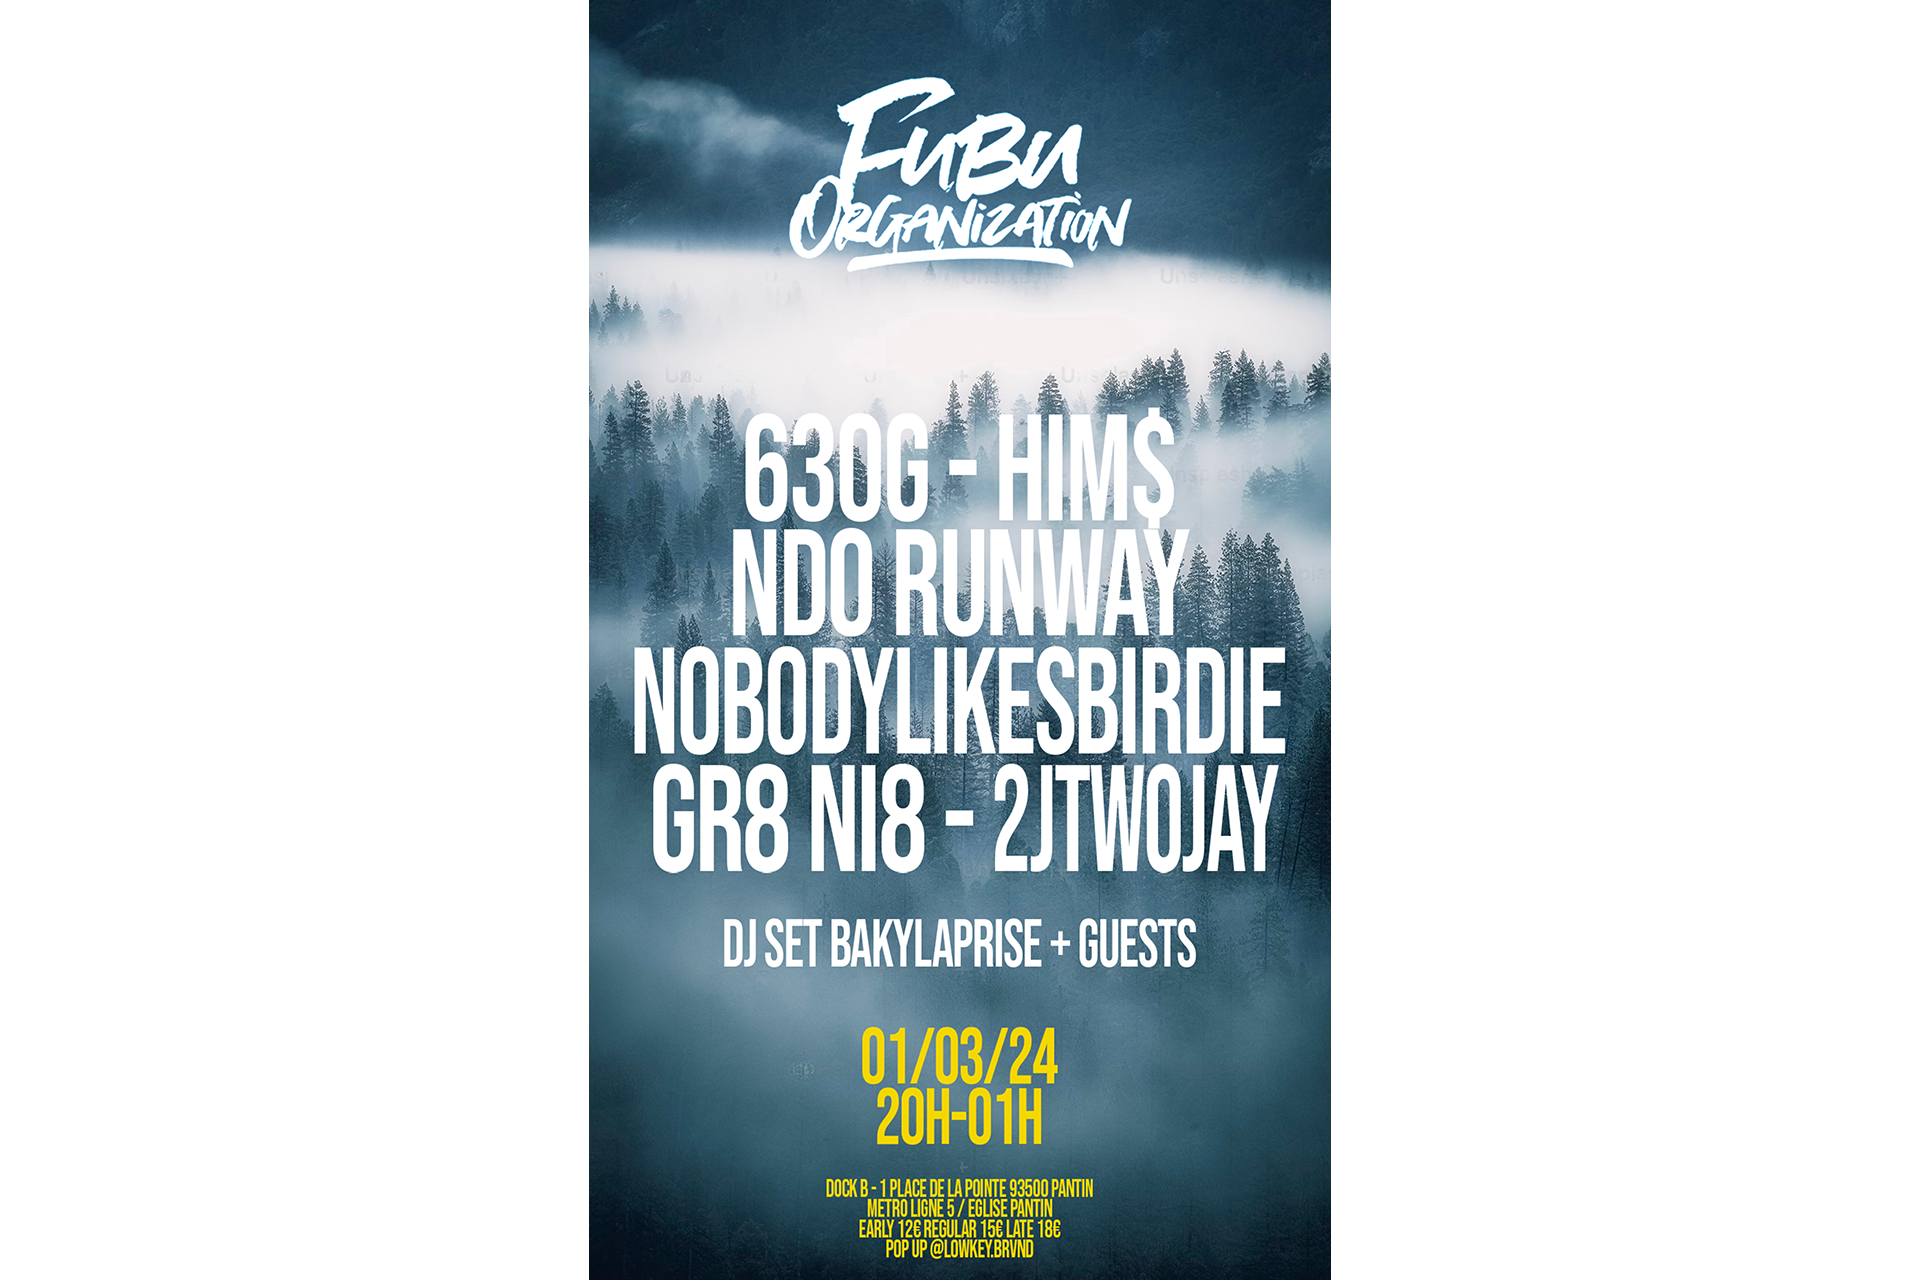 FUBU
ORGANIZATION
Unsplash
630G - HIM$
NDO RUNWAY
NOBODYLIKESBIRDIE
GR8 NI8 - 2JTWOJAY
DJ SET BAKYLAPRISE + GUESTS
01/03/24
20H-01H
DOCK B - 1 PLACE DE LA POINTE 93500 PANTIN
METRO LIGNE 5 / EGLISE PANTIN
EARLY 12€ REGULAR 15€ LATE 18€
POP UP @LOWKEY.BRVND